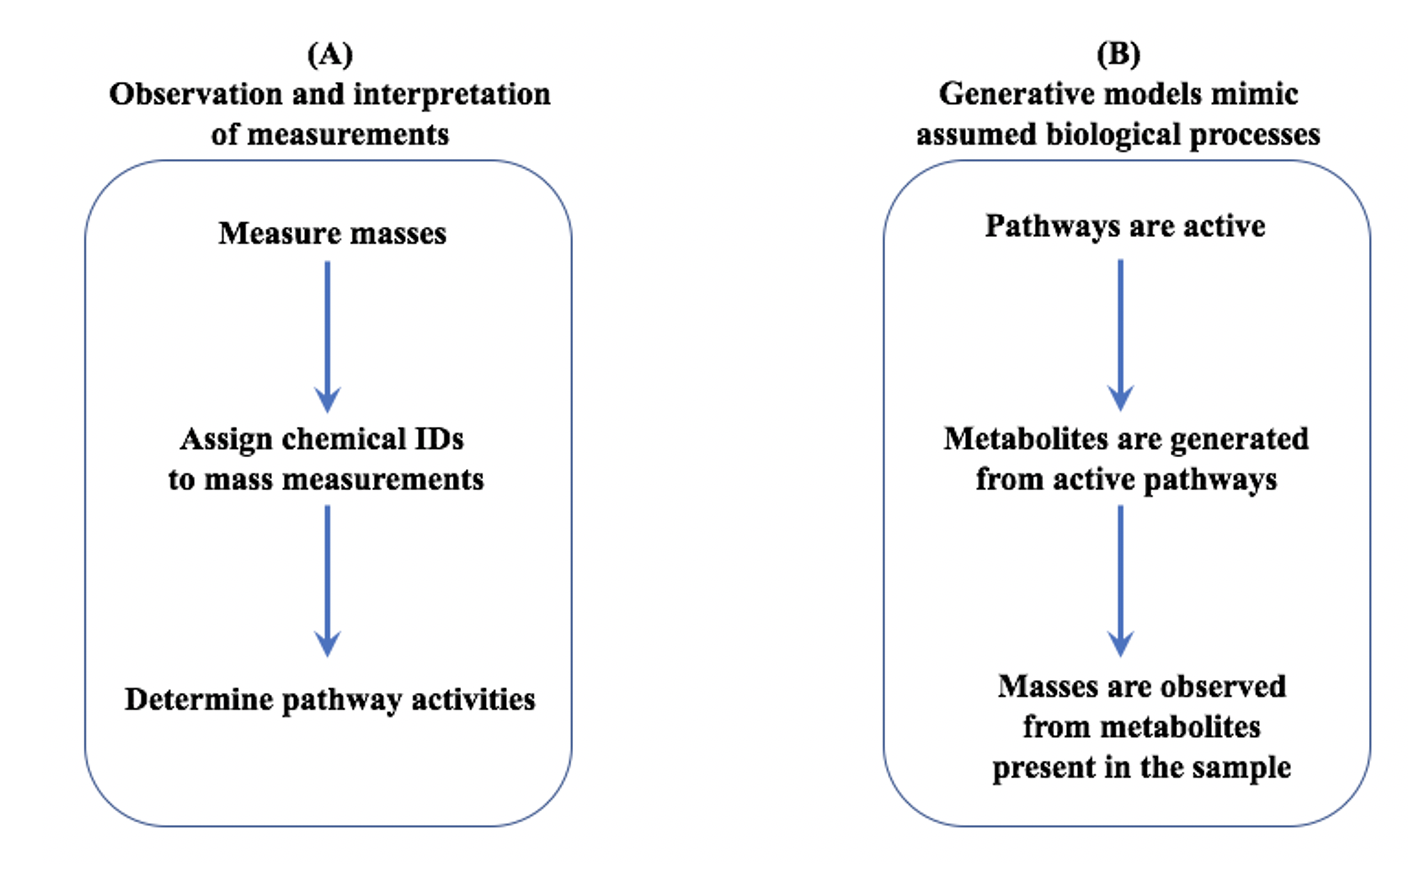 (A)
Observation and interpretation
of measurements
Measure masses
Assign chemical IDs
to mass measurements
Determine pathway activities
(B)
Generative models mimic
assumed biological processes
Pathways are active
Metabolites are generated
from active pathways
Masses are observed
from metabolites
present in the sample